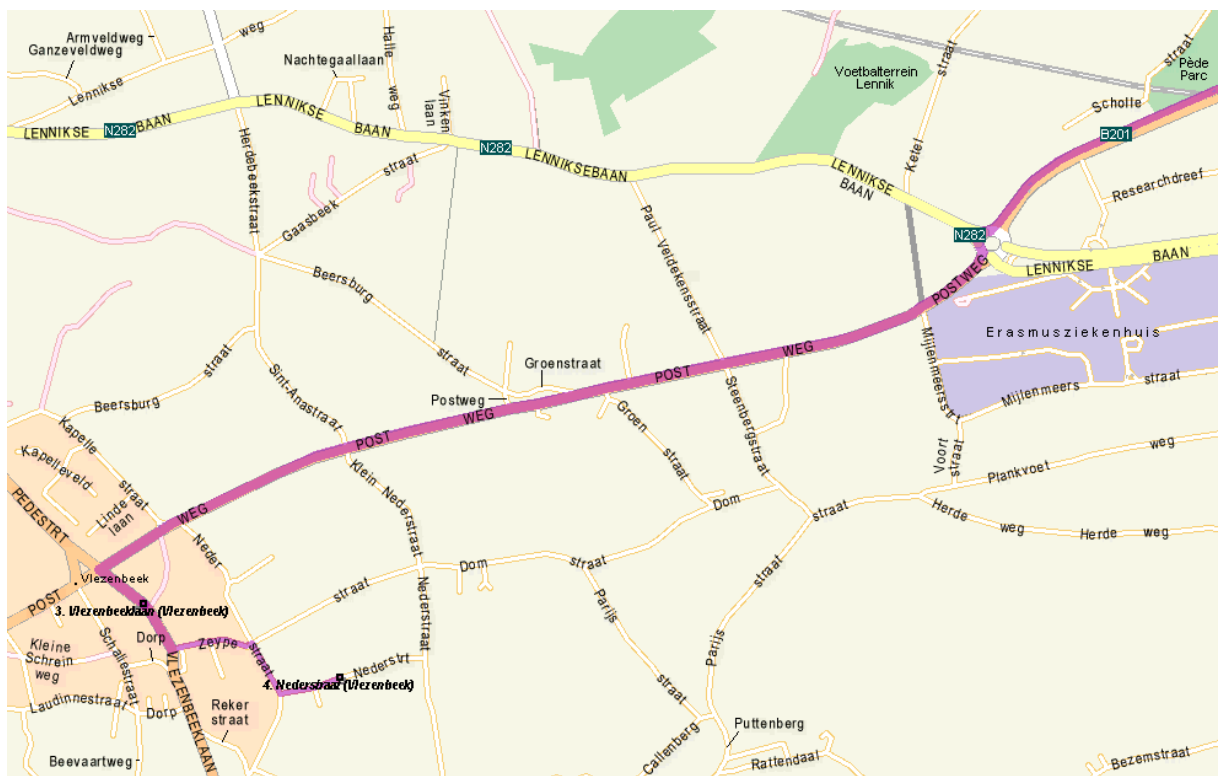 Armveldweg
weg
Ganzeveldweg
Lennikse
Halle
weg
Nachtegaallaan
Vinken
laan
Voetbalterrein
Lennik
straat
straat
Pède
Parc
Scholle
LENNIKSE
N282
BAAN
LENNIKSE
BAAN
N282
LENNIKSEBAAN
LENNIKSE
BAAN
Ketel
B201
Researchdreef
Herdebeekstraat
straat
Gaasbeek
Paul Veldekensstraat
N282
LENNIKSE
BAAN
Beersburg
straat
POSTWEG
Erasmusziekenhuis
Mijlenmeersstrt
straat
Beersburg
Sint-Anastraat
Groenstraat
Postweg
POST
WEG
WEG
POST
Steenbergstraat
Mijlenmeers
straat
Kapelle
straat
Kapelleveld
Linde
laan
PEDESTRT
WEG
Klein Nederstraat
Groen
straat
Voort
straat
Plankvoet
weg
Dom
straat
Herde
weg
Herde
weg
Neder
straat
Dom
straat
straat
Vlezenbeek
POST
3. Vlezenbeeklaan (Vlezenbeek)
Nederstraat
Parijs
straat
Parijs
straat
Kleine
Schrein
weg
Schallestraat
Dorp
Zeype
Nederstrt
4. Nederstraat (Vlezenbeek)
VLEZENBEEKLAAN
Laudinnestraat
Dorp
Reker
straat
Beevaartweg
Callenberg
Puttenberg
Rattendaal
Bezemstraat